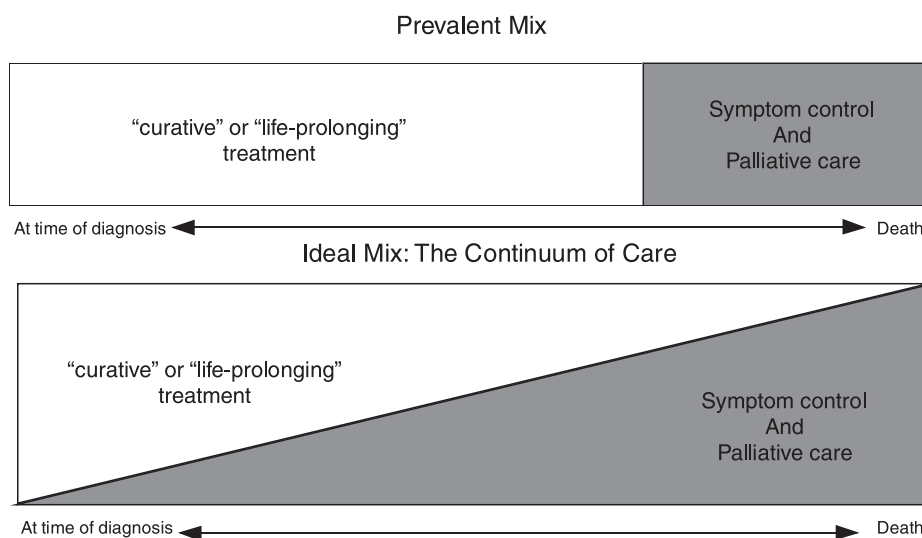 Prevalent Mix
“curative” or “life-prolonging”
treatment
Symptom control
And
Palliative care
At time of diagnosis
Death
Ideal Mix: The Continuum of Care
“curative” or “life-prolonging”
treatment
Symptom control
And
Palliative care
At time of diagnosis
Death